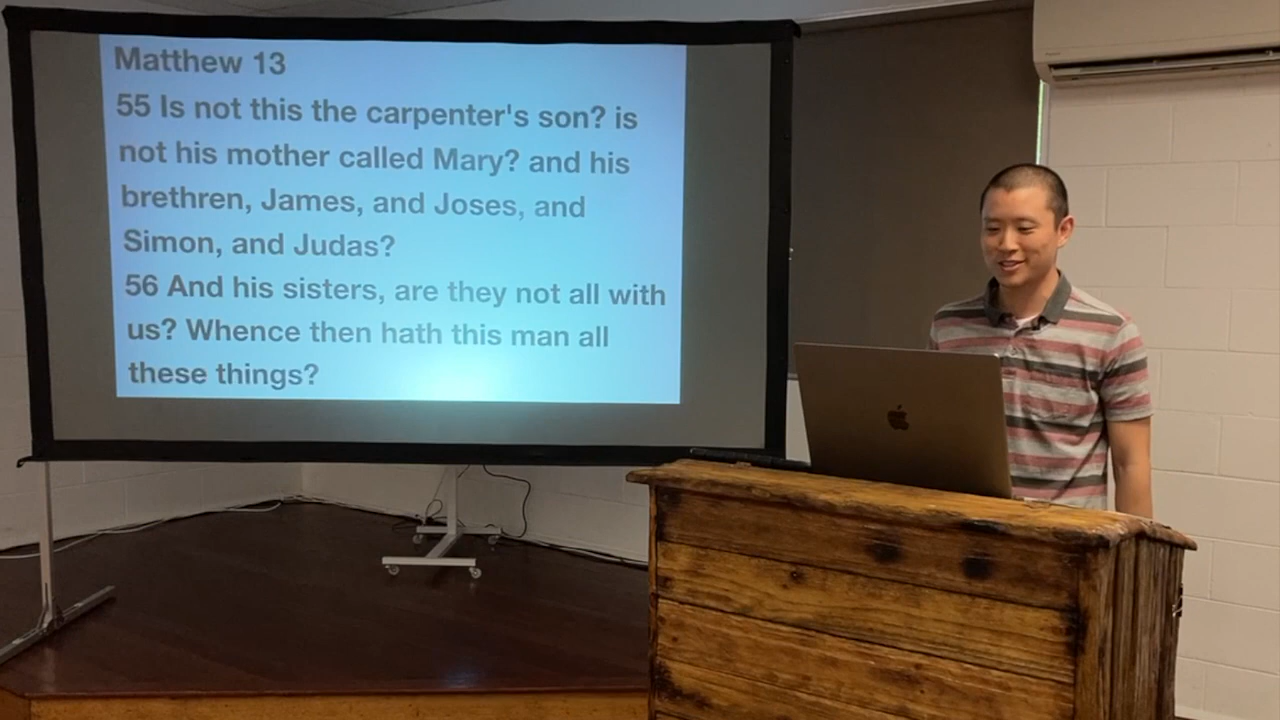 Matthew 13
55 Is not this the carpenter's son? is
not his mother called Mary? and his
brethren, James, and Joses, and
Simon, and Judas?
56 And his sisters, are they not all with
us? Whence then hath this man all
these things?